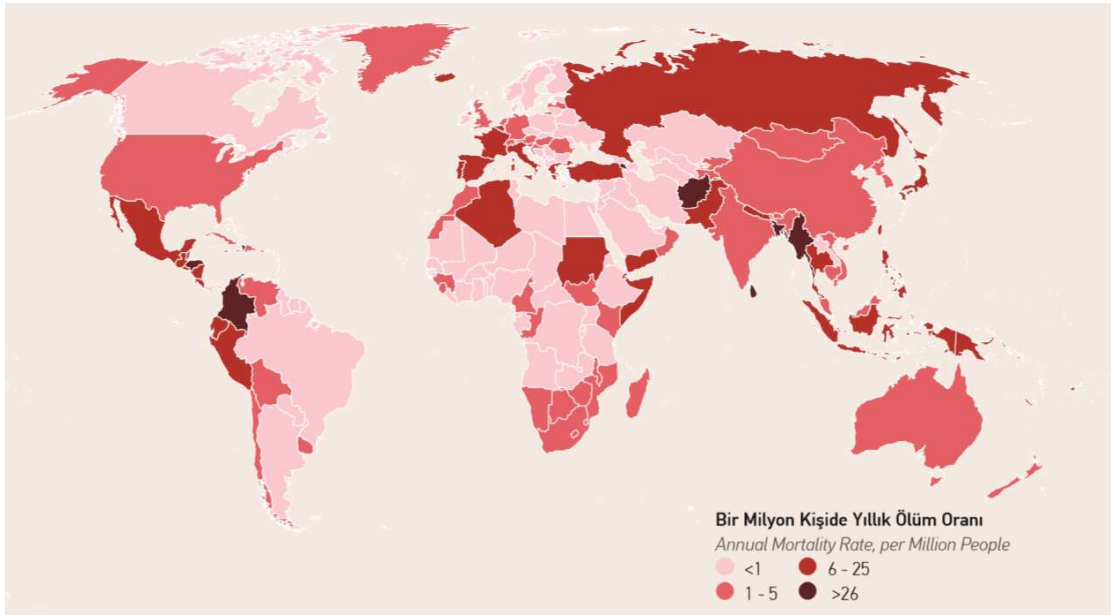 Bir Milyon Kişide Yıllık Ölüm Oranı
Annual Mortality Rate, per Million People
<1
6 - 25
1 - 5
>26